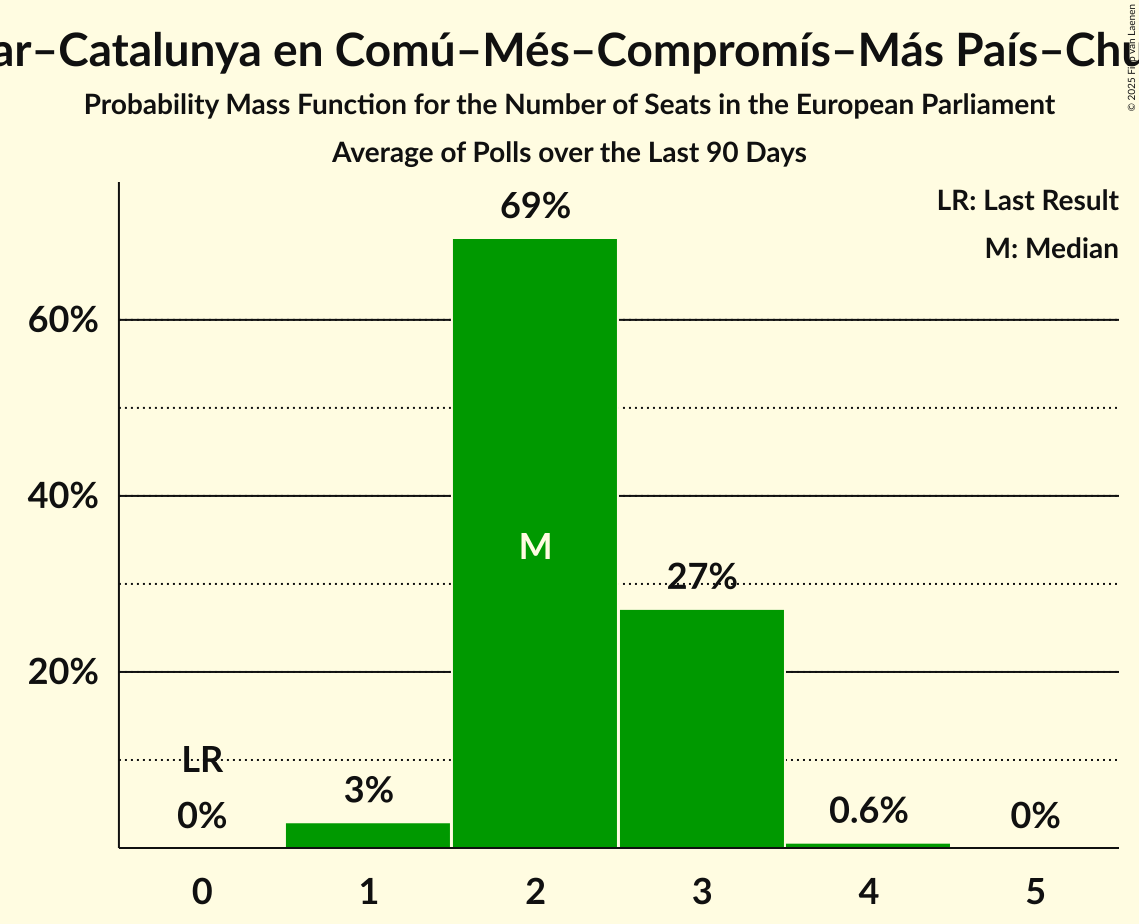 ar–Catalunya en Comú–Més–Compromís–Más País–Chu
Probability Mass Function for the Number of Seats in the European Parliament
Average of Polls over the Last 90 Days
© 2025 Filip van Laenen
LR: Last Result
M: Median
69%
60%
40%
M
27%
20%
LR
0%
3%
0.6%
0%
0 1 2 3 4 5